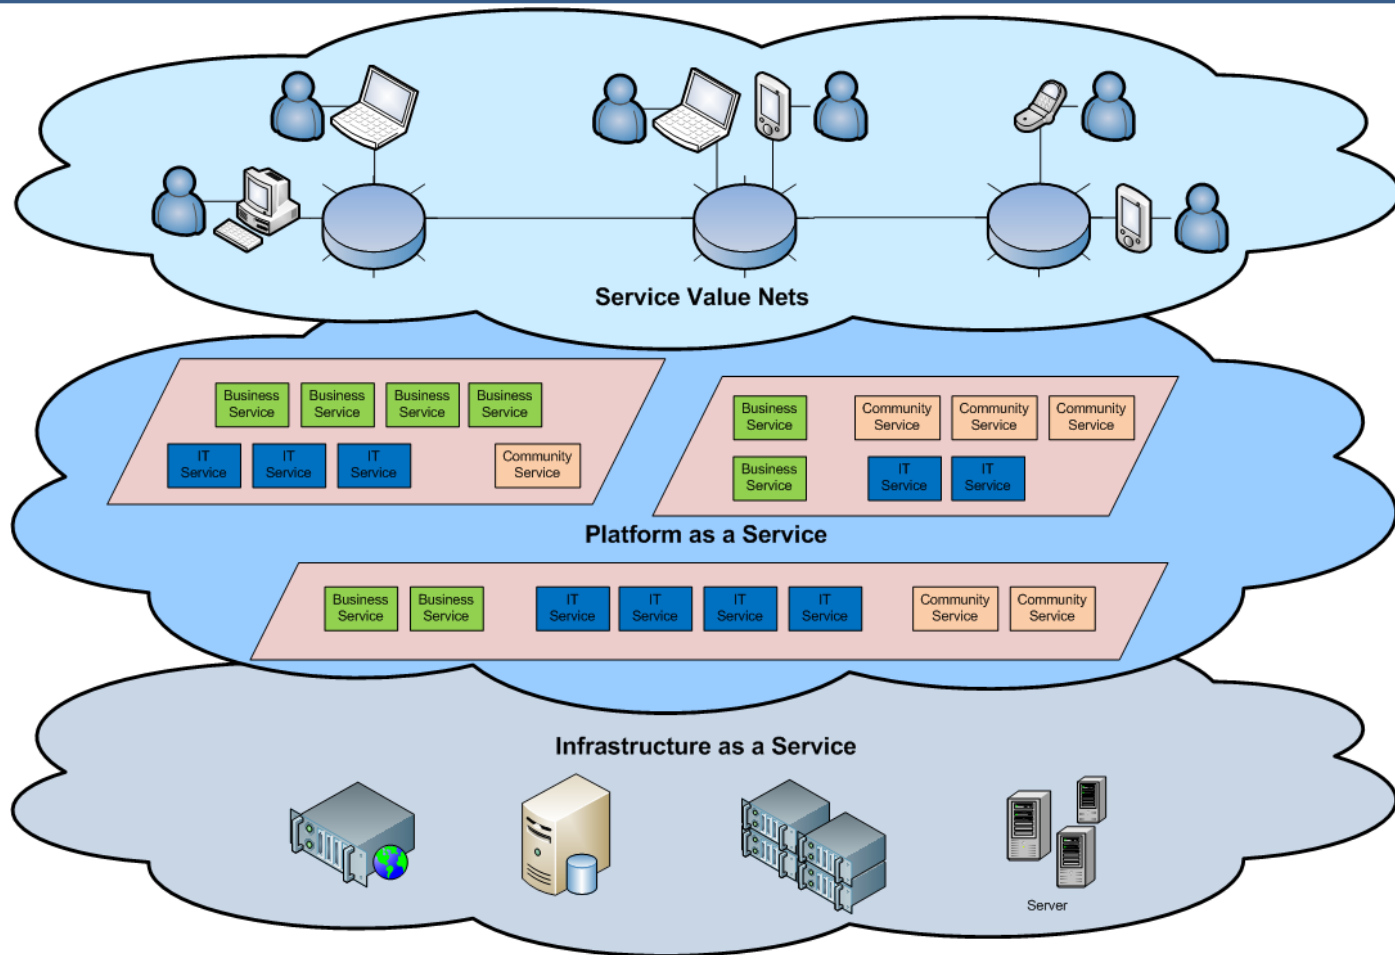 Service Value Nets
Business Business Business Business
Service Service Service Service
IT IT IT Community
Service Service Service Service
Business Community Community Community
Service Service Service Service
Business IT IT
Service Service Service
Platform as a Service
Business Business IT IT IT IT Community Community
Service Service Service Service Service Service Service Service
Infrastructure as a Service
Server